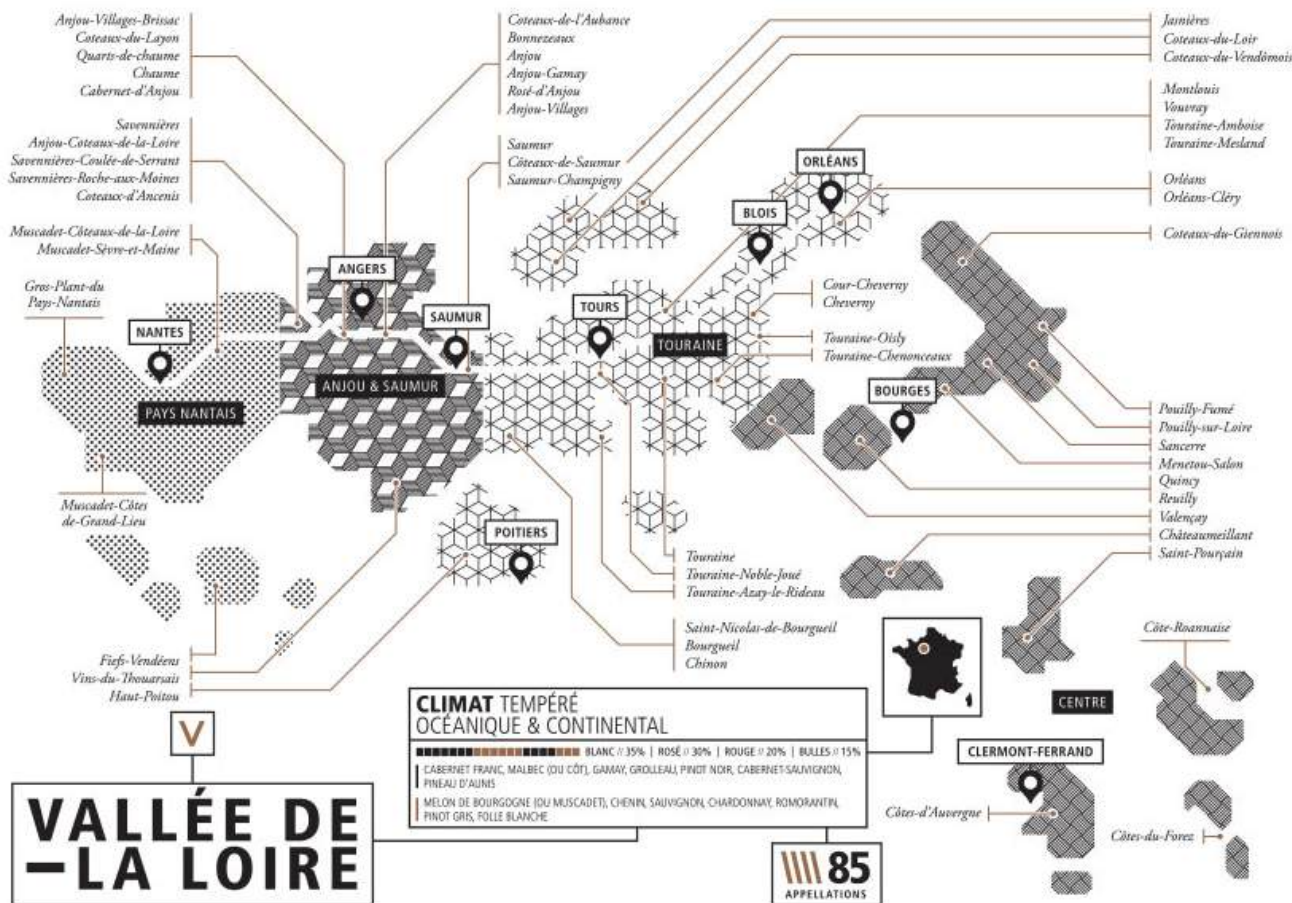 Anjou-Villages-Brissac
Coteaux-du-Layon
Quarts-de-chaume
Chaume
Cabernet-d'Anjou
Coteaux-de-l'Aubance
Bonnezeaux
Anjou
Anjou-Gamay
Rosé-d'Anjou
Anjou-Villages
Jasnières
Coteaux-du-Loir
Coteaux-du-Vendômois
Montlouis
Vouvray
Touraine-Amboise
Touraine-Mesland
Savennières
Anjou-Coteaux-de-la-Loire
Savennières-Coulée-de-Serrant
Savennières-Roche-aux-Moines
Coteaux-d'Ancenis
Saumur
Côteaux-de-Saumur
Saumur-Champigny
ORLÉANS
BLOIS
Orléans
Orléans-Cléry
Muscadet-Côteaux-de-la-Loire
Muscadet-Sèvre-et-Maine
Coteaux-du-Giennois
Gros-Plant-du
Pays-Nantais
ANGERS
NANTES
SAUMUR
TOURS
TOURAINE
Cour-Cheverny
Cheverny
Touraine-Oisly
Touraine-Chenonceaux
PAYS NANTAIS
ANJOU & SAUMUR
BOURGES
Pouilly-Fumé
Pouilly-sur-Loire
Sancerre
Menetou-Salon
Quincy
Reuilly
Valençay
Châteaumeillant
Saint-Pourçain
Muscadet-Côtes
de-Grand-Lieu
POITIERS
Touraine
Touraine-Noble-Joué
Touraine-Azay-le-Rideau
Saint-Nicolas-de-Bourgueil
Bourgueil
Chinon
Côte-Roannaise
Fiefs-Vendéens
Vins-du-Thouarsais
Haut-Poitou
CENTRE
CLERMONT-FERRAND
Côtes-d'Auvergne
Côtes-du-Forez
V
VALLÉE DE
–LA LOIRE
CLIMAT TEMPÉRÉ
OCÉANIQUE & CONTINENTAL
BLANC // 35% | ROSÉ // 30% | ROUGE // 20% | BULLES // 15%
CABERNET FRANC, MALBEC (OU CÔT), GAMAY, GROLLEAU, PINOT NOIR, CABERNET-SAUVIGNON,
PINEAU D'AUNIS
MELON DE BOURGOGNE (OU MUSCADET), CHENIN, SAUVIGNON, CHARDONNAY, ROMORANTIN,
PINOT GRIS, FOLLE BLANCHE
85
APPELLATIONS